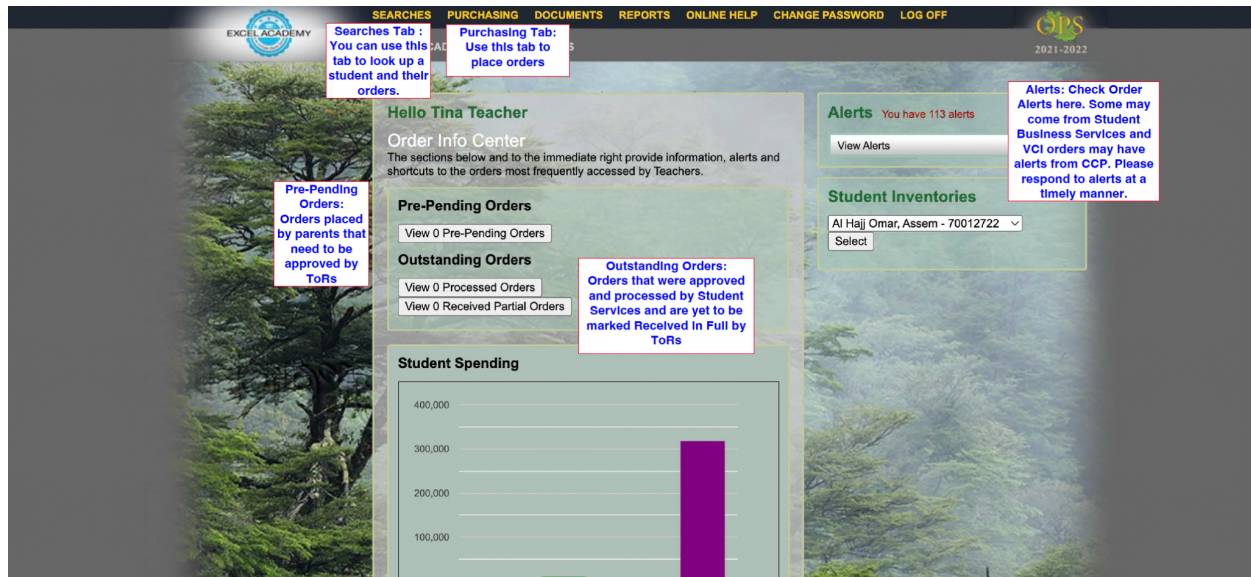 SEARCHES PURCHASING DOCUMENTS REPORTS ONLINE HELP CHANGE PASSWORD LOG OFF
EXCEL ACADEMY
OPS
2021-2022
Searches Tab :
You can use this
tab to look up a
student and their
orders.
Purchasing Tab:
Use this tab to
place orders
Hello Tina Teacher
Order Info Center
The sections below and to the immediate right provide information, alerts and
shortcuts to the orders most frequently accessed by Teachers.
Pre-Pending
Orders:
Orders placed
by parents that
need to be
approved by
ToRs
Pre-Pending Orders
View 0 Pre-Pending Orders
Outstanding Orders
View 0 Processed Orders
View 0 Received Partial Orders
Outstanding Orders:
Orders that were approved
and processed by Student
Services and are yet to be
marked Received In Full by
ToRs
Student Spending
400,000
300,000
200,000
100,000
Alerts You have 113 alerts
View Alerts
Alerts: Check Order
Alerts here. Some may
come from Student
Business Services and
VCI orders may have
alerts from CCP. Please
respond to alerts at a
timely manner.
Student Inventories
Al Hajj Omar, Assem - 70012722
Select